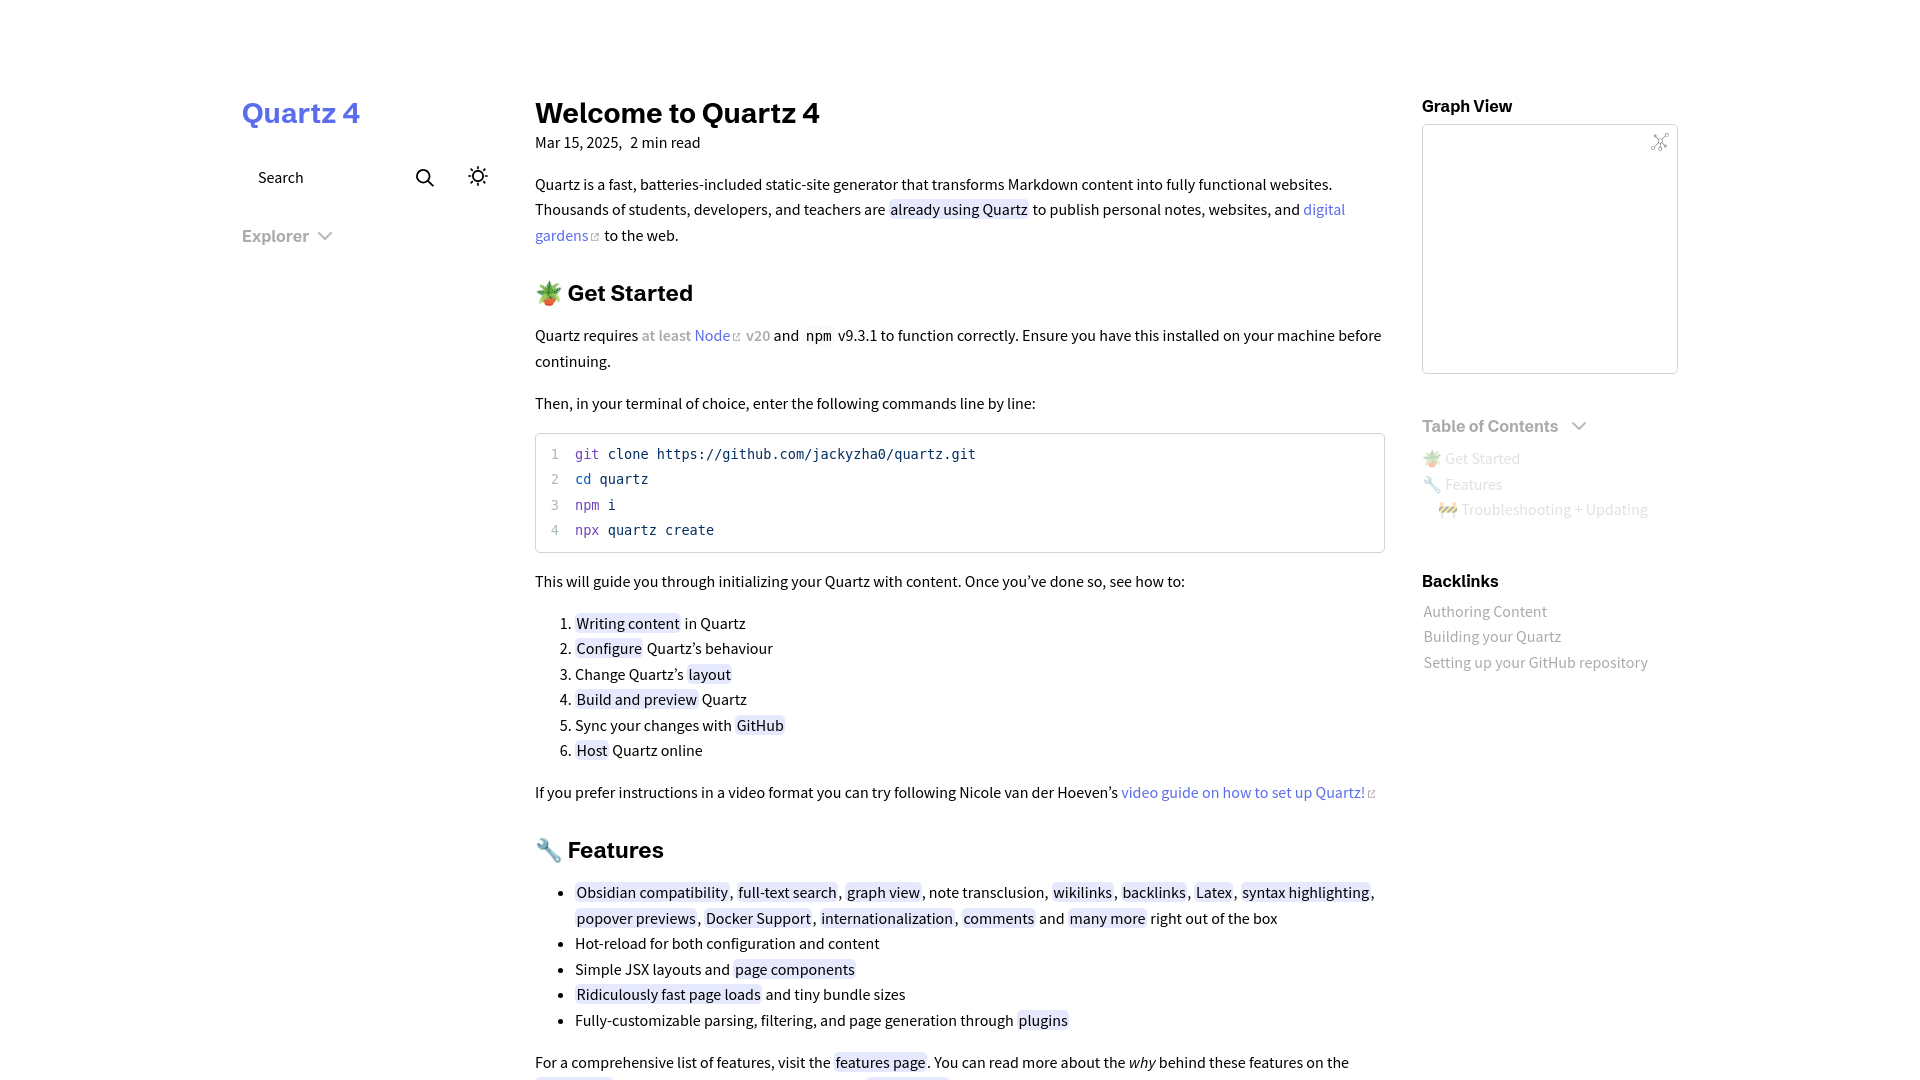 Quartz 4
Search
Explorer
Welcome to Quartz 4
Mar 15, 2025, 2 min read
Quartz is a fast, batteries-included static-site generator that transforms Markdown content into fully functional websites.
Thousands of students, developers, and teachers are already using Quartz to publish personal notes, websites, and digital
gardens to the web.
🪴 Get Started
Quartz requires at least Node v20 and npm v9.3.1 to function correctly. Ensure you have this installed on your machine before
continuing.
Then, in your terminal of choice, enter the following commands line by line:
1 git clone https://github.com/jackyzha0/quartz.git
2 cd quartz
3 npm i
4 npx quartz create
This will guide you through initializing your Quartz with content. Once you’ve done so, see how to:
1. Writing content in Quartz
2. Configure Quartz’s behaviour
3. Change Quartz’s layout
4. Build and preview Quartz
5. Sync your changes with GitHub
6. Host Quartz online
If you prefer instructions in a video format you can try following Nicole van der Hoeven’s video guide on how to set up Quartz!
🔧 Features
• Obsidian compatibility, full-text search, graph view, note transclusion, wikilinks, backlinks, Latex, syntax highlighting,
popover previews, Docker Support, internationalization, comments and many more right out of the box
• Hot-reload for both configuration and content
• Simple JSX layouts and page components
• Ridiculously fast page loads and tiny bundle sizes
• Fully-customizable parsing, filtering, and page generation through plugins
For a comprehensive list of features, visit the features page. You can read more about the why behind these features on the
Graph View
Table of Contents
🪴 Get Started
🔧 Features
🚧 Troubleshooting + Updating
Backlinks
Authoring Content
Building your Quartz
Setting up your GitHub repository